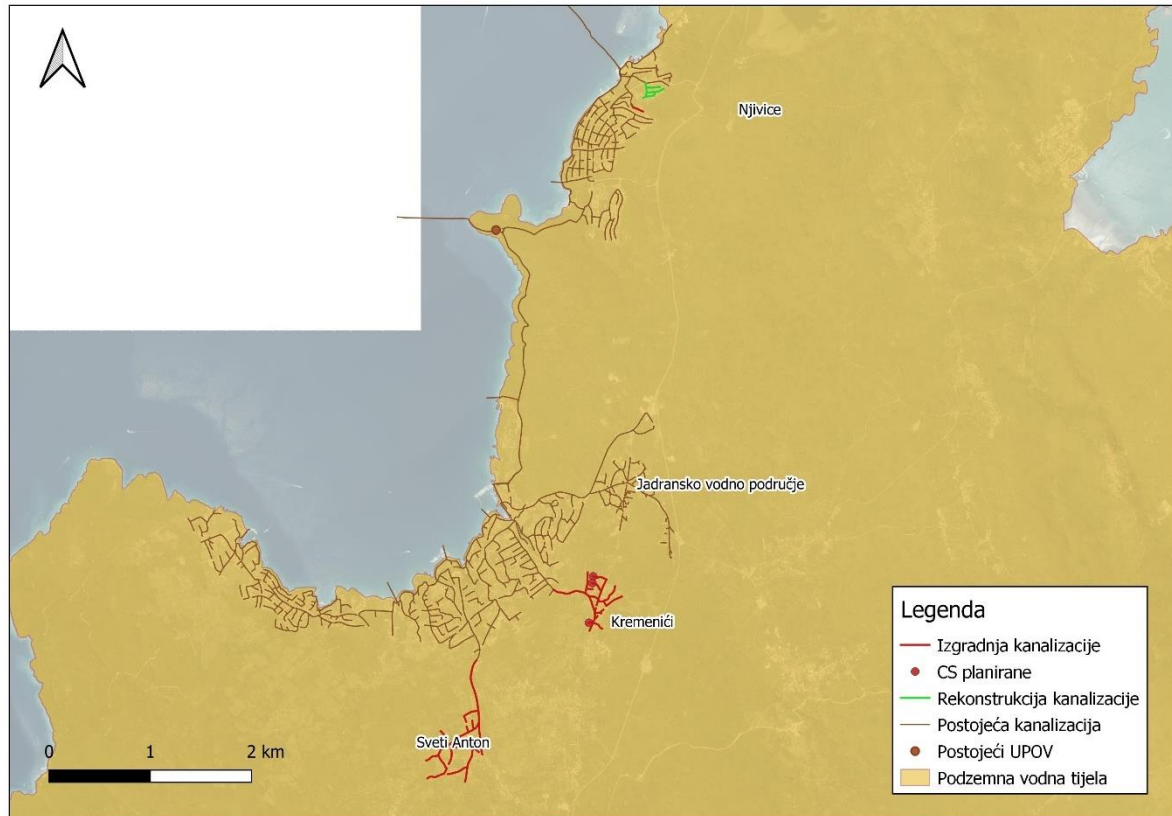 Njivice
Jadransko vodno područje
Kremenići
Sveti Anton
0 1 2 km
Legenda
Izgradnja kanalizacije
CS planirane
Rekonstrukcija kanalizacije
Postojeća kanalizacija
Postojeći UPOV
Podzemna vodna tijela